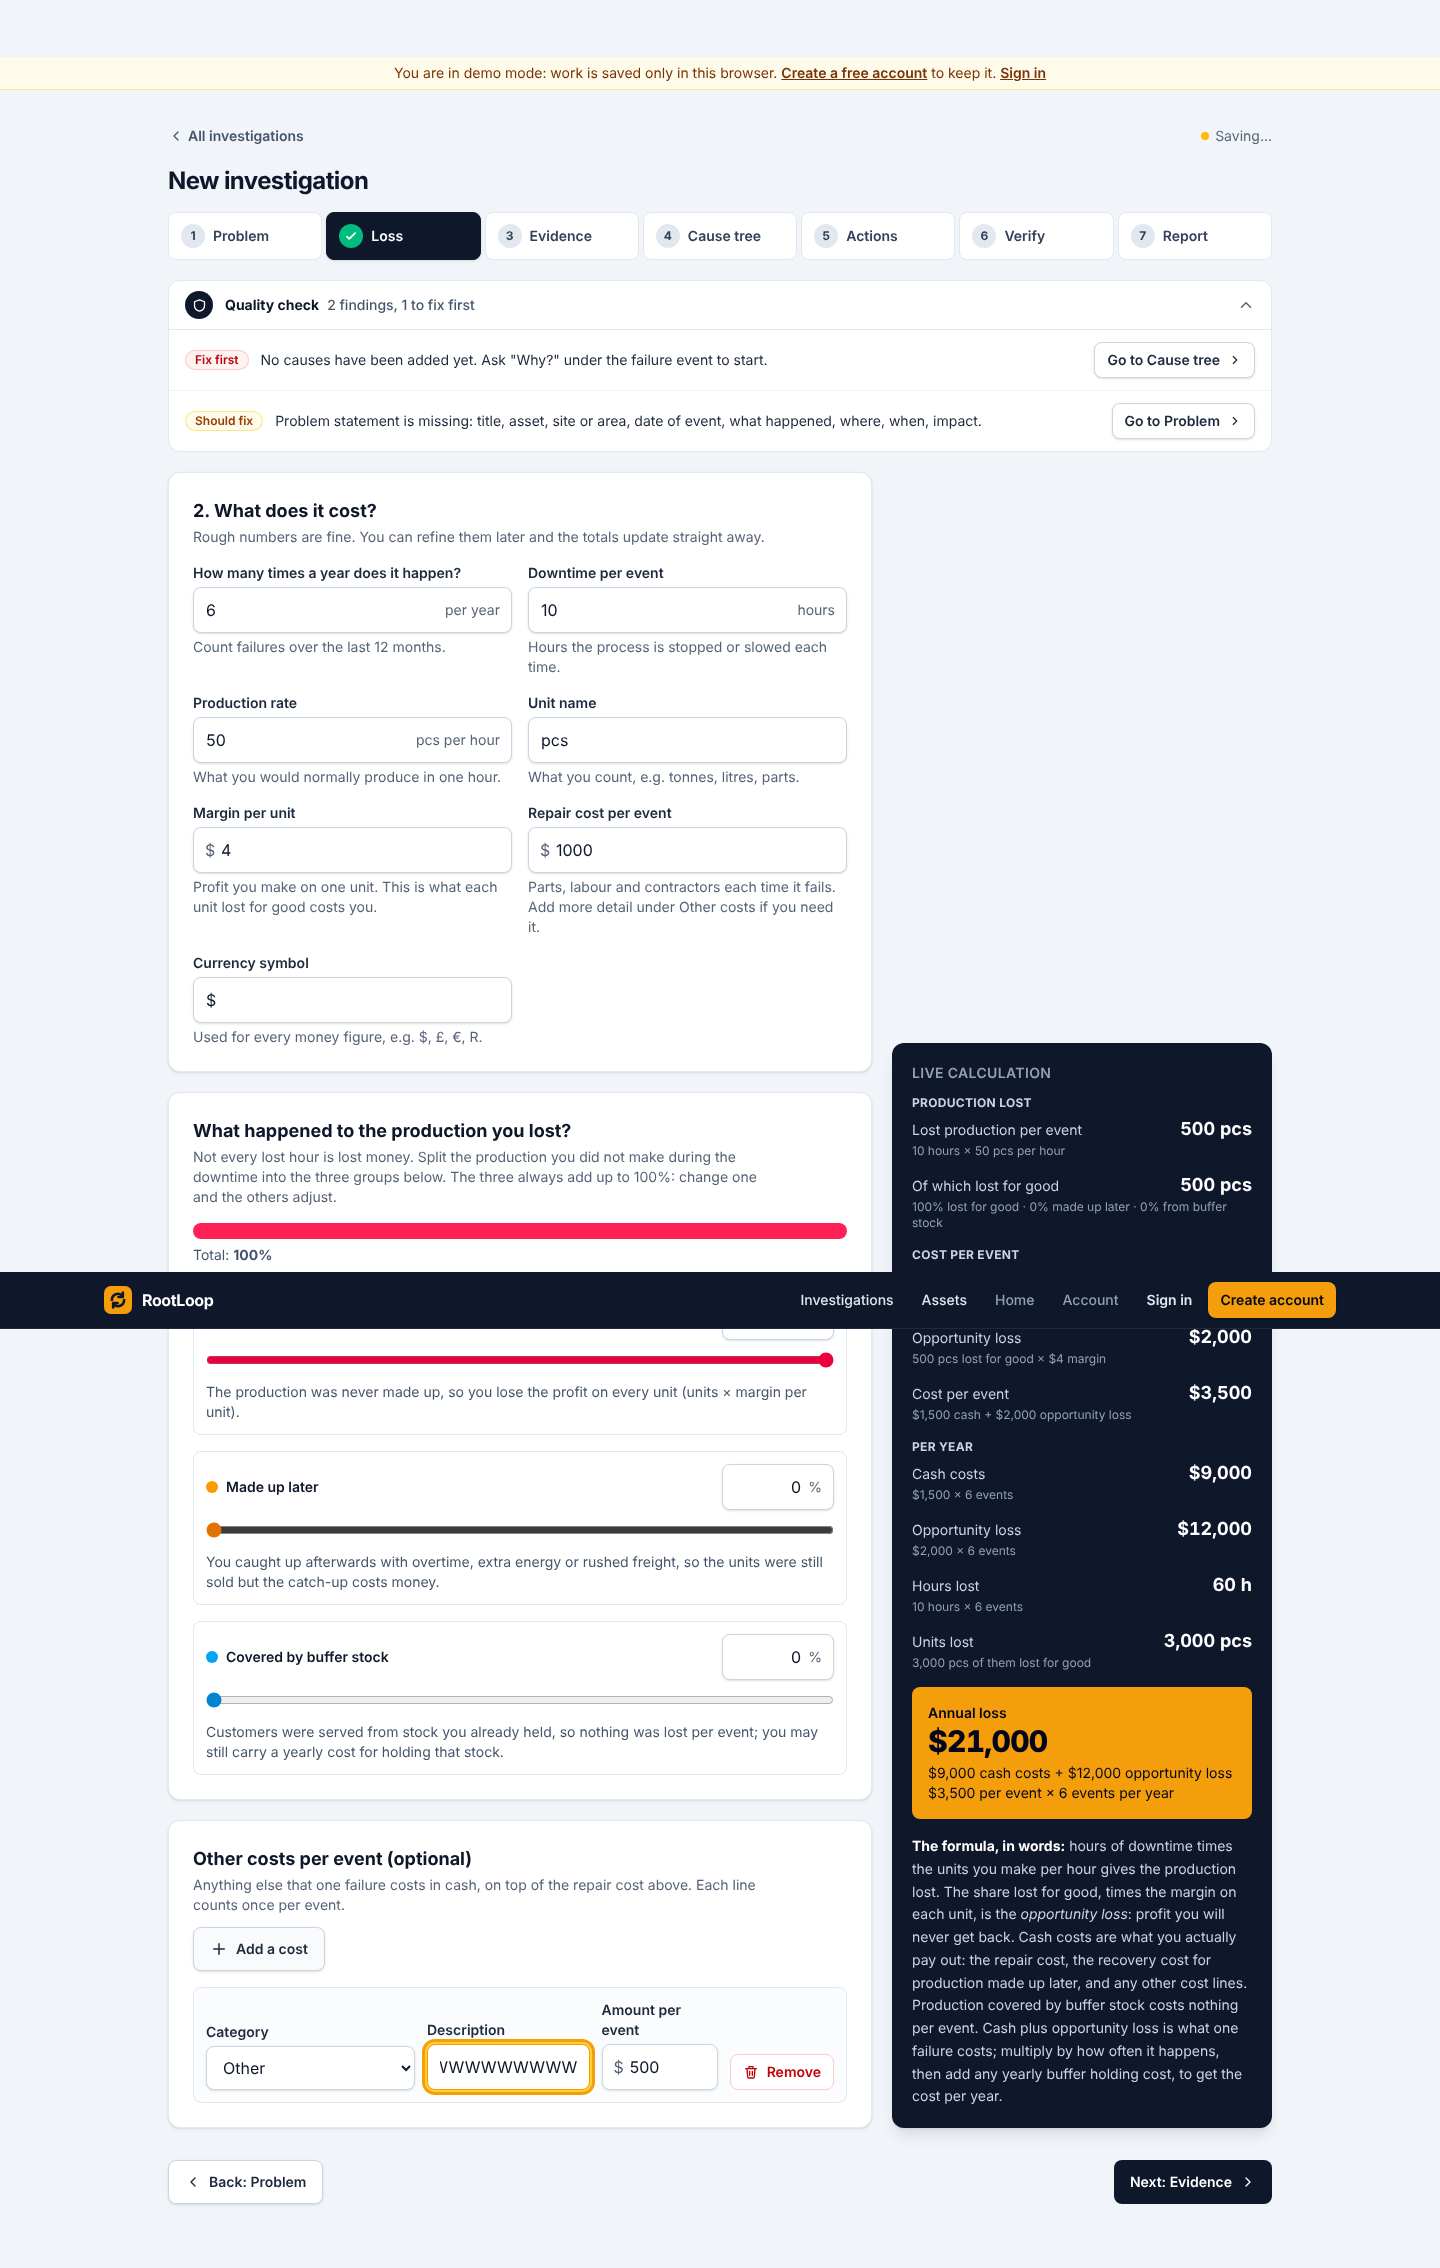 You are in demo mode: work is saved only in this browser. Create a free account to keep it. Sign in
All investigations
Saving...
New investigation
1 Problem
Loss
3 Evidence
4 Cause tree
5 Actions
6 Verify
7 Report
Quality check 2 findings, 1 to fix first
Fix first No causes have been added yet. Ask "Why?" under the failure event to start. Go to Cause tree
Should fix Problem statement is missing: title, asset, site or area, date of event, what happened, where, when, impact. Go to Problem
2. What does it cost?
Rough numbers are fine. You can refine them later and the totals update straight away.
How many times a year does it happen?
6 per year
Count failures over the last 12 months.
Downtime per event
10 hours
Hours the process is stopped or slowed each
time.
Production rate
50 pcs per hour
What you would normally produce in one hour.
Unit name
pcs
What you count, e.g. tonnes, litres, parts.
Margin per unit
$ 4
Profit you make on one unit. This is what each
unit lost for good costs you.
Repair cost per event
$ 1000
Parts, labour and contractors each time it fails.
Add more detail under Other costs if you need
it.
Currency symbol
$
Used for every money figure, e.g. $, £, €, R.
What happened to the production you lost?
Not every lost hour is lost money. Split the production you did not make during the
downtime into the three groups below. The three always add up to 100%: change one
and the others adjust.
Total: 100%
RootLoop
Investigations
Assets
Home
Account
Sign in
Create account
The production was never made up, so you lose the profit on every unit (units × margin per
unit).
Made up later
0 %
You caught up afterwards with overtime, extra energy or rushed freight, so the units were still
sold but the catch-up costs money.
Covered by buffer stock
0 %
Customers were served from stock you already held, so nothing was lost per event; you may
still carry a yearly cost for holding that stock.
Other costs per event (optional)
Anything else that one failure costs in cash, on top of the repair cost above. Each line
counts once per event.
Add a cost
Category
Other
Description
WWWWWWWW
Amount per
event
$ 500
Remove
LIVE CALCULATION
PRODUCTION LOST
Lost production per event 500 pcs
10 hours × 50 pcs per hour
Of which lost for good 500 pcs
100% lost for good · 0% made up later · 0% from buffer
stock
COST PER EVENT
Opportunity loss $2,000
500 pcs lost for good × $4 margin
Cost per event $3,500
$1,500 cash + $2,000 opportunity loss
PER YEAR
Cash costs $9,000
$1,500 × 6 events
Opportunity loss $12,000
$2,000 × 6 events
Hours lost 60 h
10 hours × 6 events
Units lost 3,000 pcs
3,000 pcs of them lost for good
Annual loss
$21,000
$9,000 cash costs + $12,000 opportunity loss
$3,500 per event × 6 events per year
The formula, in words: hours of downtime times
the units you make per hour gives the production
lost. The share lost for good, times the margin on
each unit, is the opportunity loss: profit you will
never get back. Cash costs are what you actually
pay out: the repair cost, the recovery cost for
production made up later, and any other cost lines.
Production covered by buffer stock costs nothing
per event. Cash plus opportunity loss is what one
failure costs; multiply by how often it happens,
then add any yearly buffer holding cost, to get the
cost per year.
Back: Problem
Next: Evidence